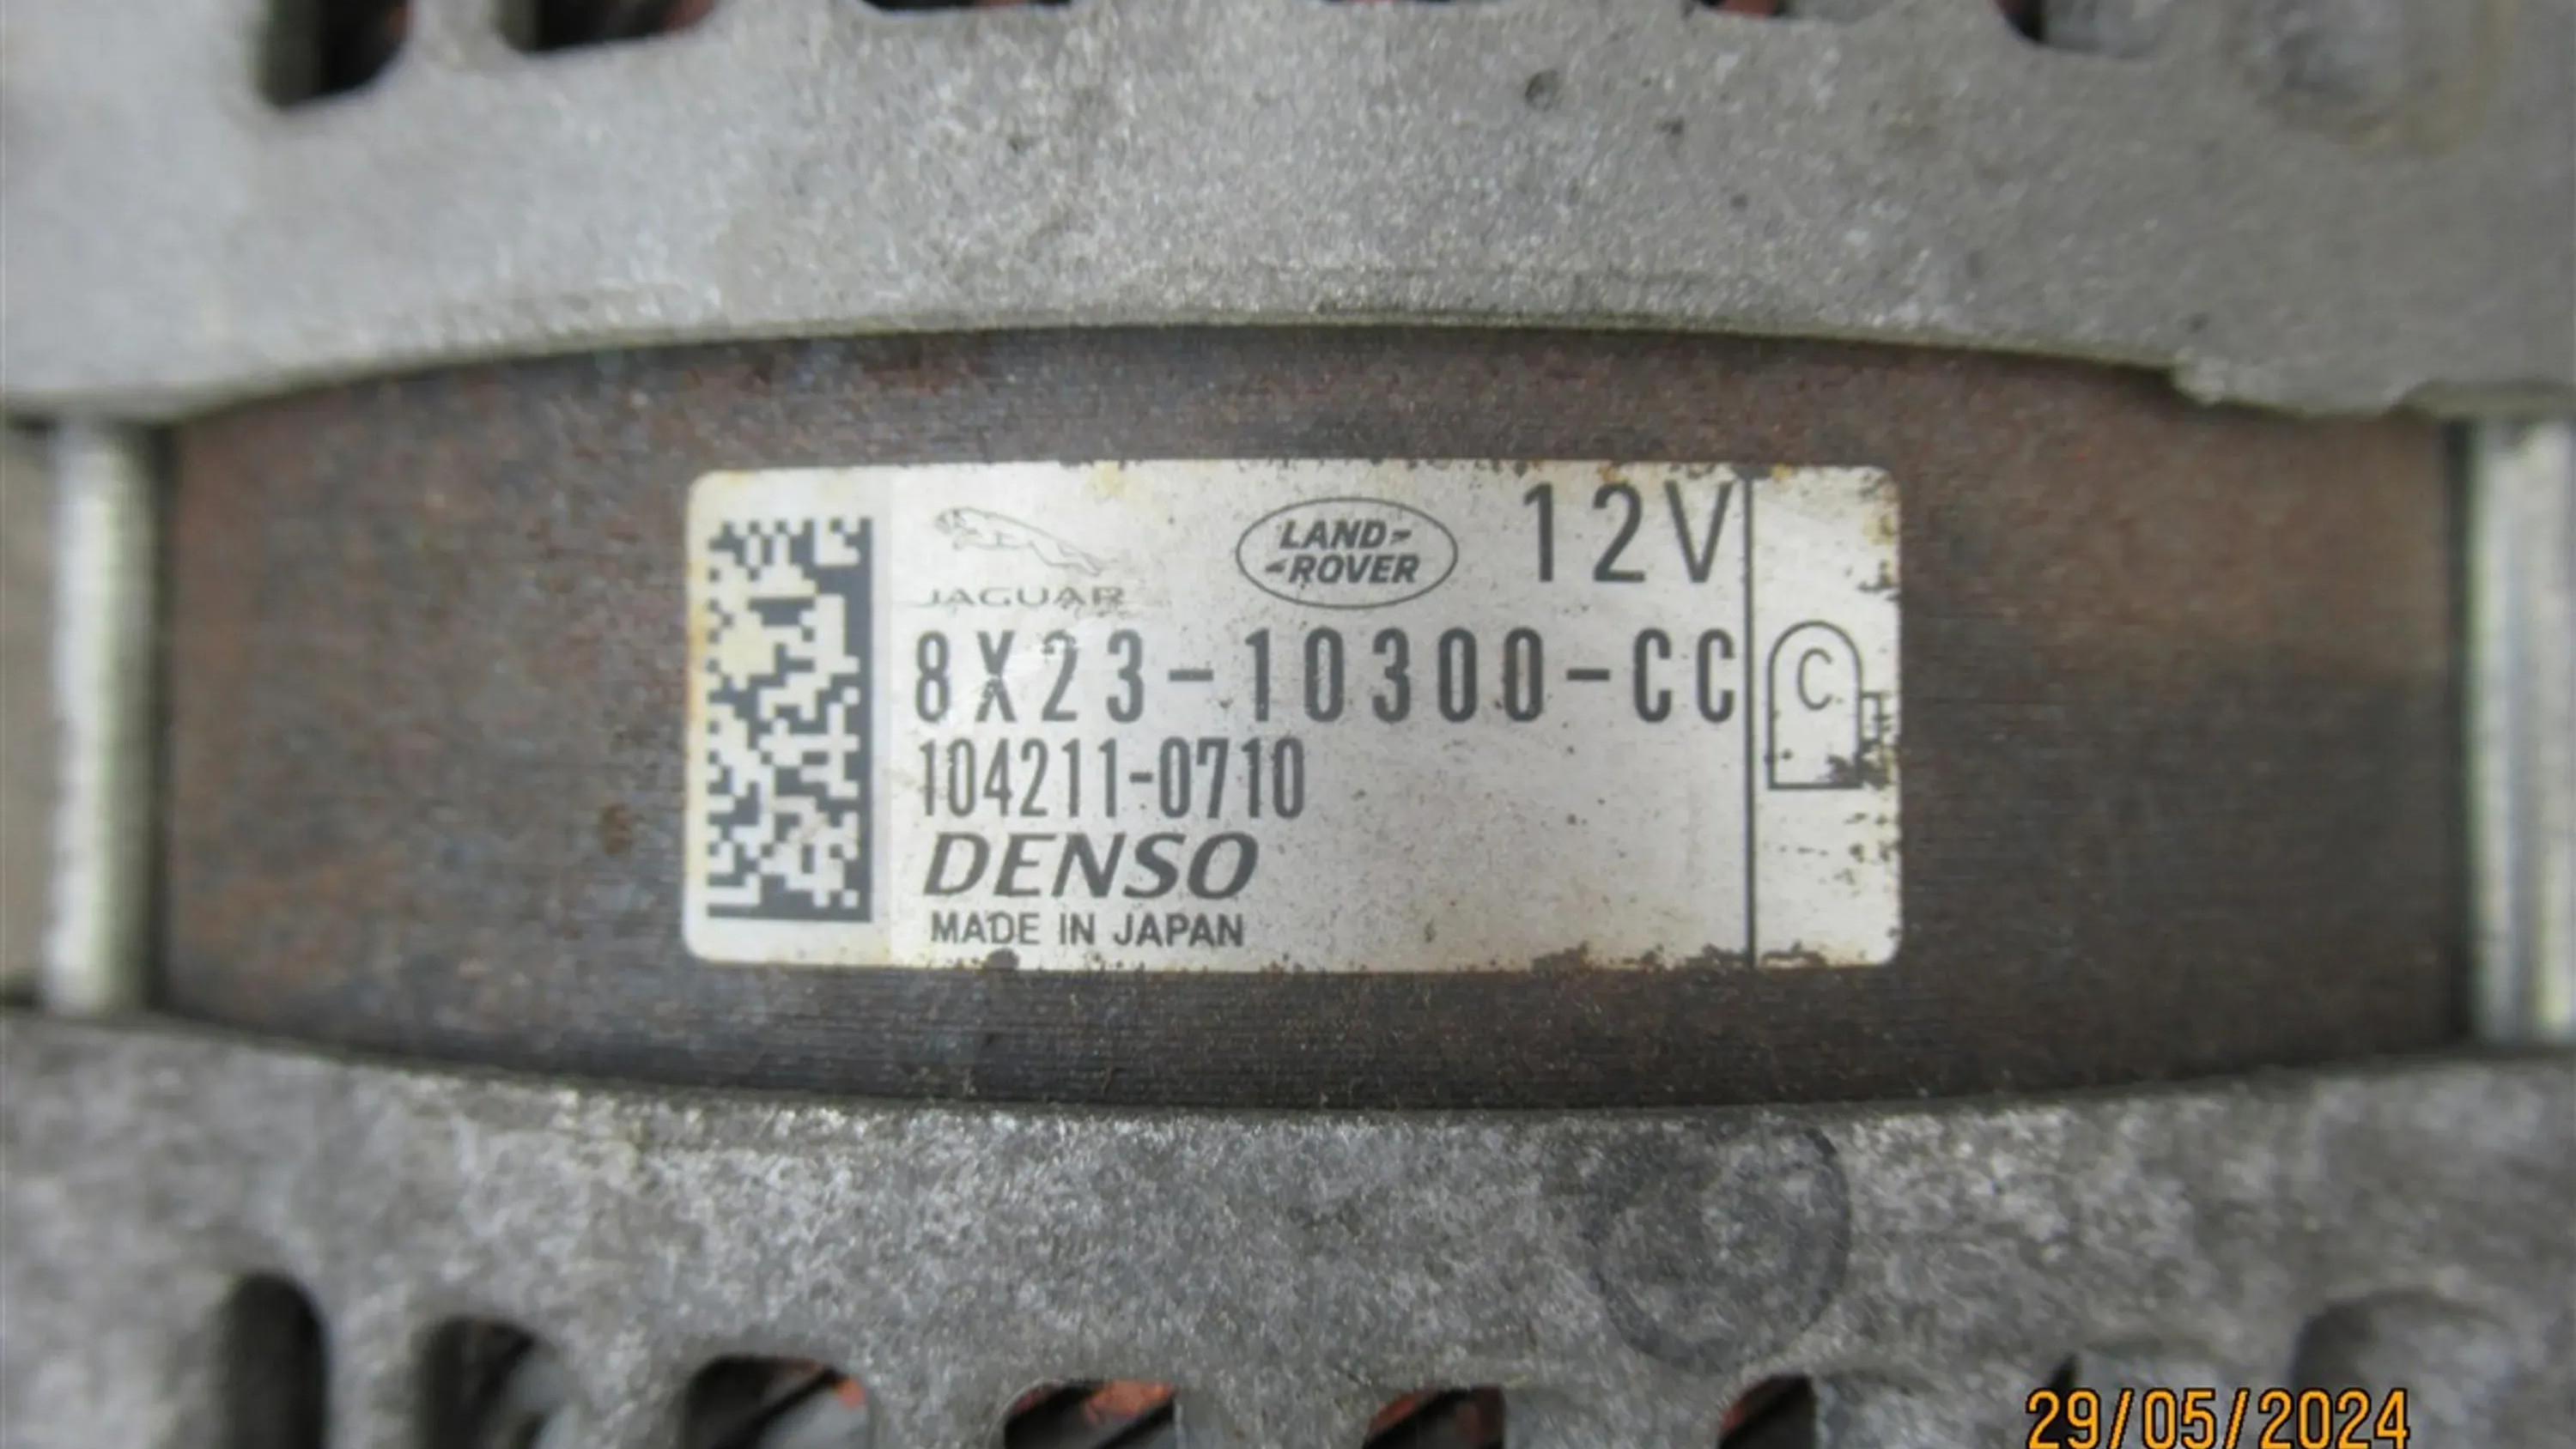 JAGUAR
LAND-
-ROVER
12V
8X23-10300-CC
C
104211-0710
DENSO
MADE IN JAPAN
29/05/2024